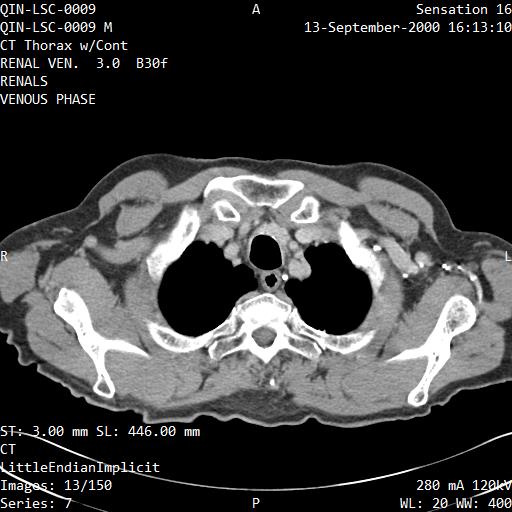 QIN-LSC-0009
A
Sensation 16
QIN-LSC-0009 M
13-September-2000 16:13:10
CT Thorax w/Cont
RENAL VEN.  3.0  B30f
RENALS
VENOUS PHASE
R
L
ST: 3.00 mm SL: 446.00 mm
CT
LittleEndianImplicit
Images: 13/150
280 mA 120kV
Series: 7
P
WL: 20 WW: 400